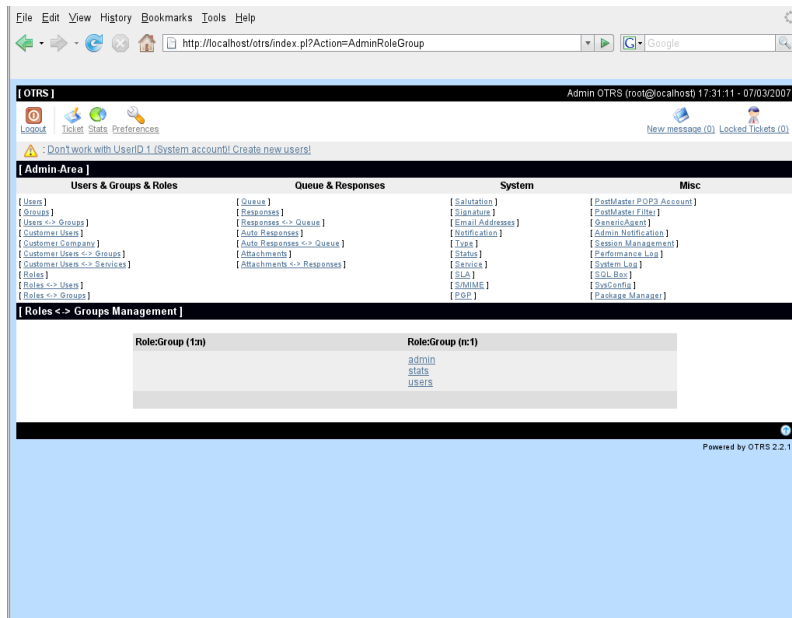 File Edit View History Bookmarks Tools Help
http://localhost/otrs/index.pl?Action=AdminRoleGroup
G Google
[ OTRS ] Admin OTRS (root@localhost) 17:31:11 - 07/03/2007
Logout Ticket Stats Preferences New message (0) Locked Tickets (0)
: Don't work with UserID 1 (System account)! Create new users!
[ Admin-Area ]
Users & Groups & Roles Queue & Responses System Misc
[ Users ] [ Queue ] [ Salutation ] [ PostMaster POP3 Account ]
[ Groups ] [ Responses ] [ Signature ] [ PostMaster Filter ]
[ Users <-> Groups ] [ Responses <-> Queue ] [ Email Addresses ] [ GenericAgent ]
[ Customer Users ] [ Auto Responses ] [ Notification ] [ Admin Notification ]
[ Customer Company ] [ Auto Responses <-> Queue ] [ Type ] [ Session Management ]
[ Customer Users <-> Groups ] [ Attachments ] [ Status ] [ Performance Log ]
[ Customer Users <-> Services ] [ Attachments <-> Responses ] [ Service ] [ System Log ]
[ Roles ] [ SLA ] [ SQL Box ]
[ Roles <-> Users ] [ S/MIME ] [ SysConfig ]
[ Roles <-> Groups ] [ PGP ] [ Package Manager ]
[ Roles <-> Groups Management ]
Role:Group (1:n) Role:Group (n:1)
admin
stats
users
Powered by OTRS 2.2.1